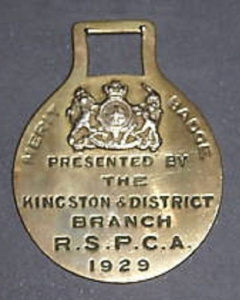 MERIT BADGE
PRESENTED BY
THE
KINGSTON & DISTRICT
BRANCH
R.S.P.C.A.
1929